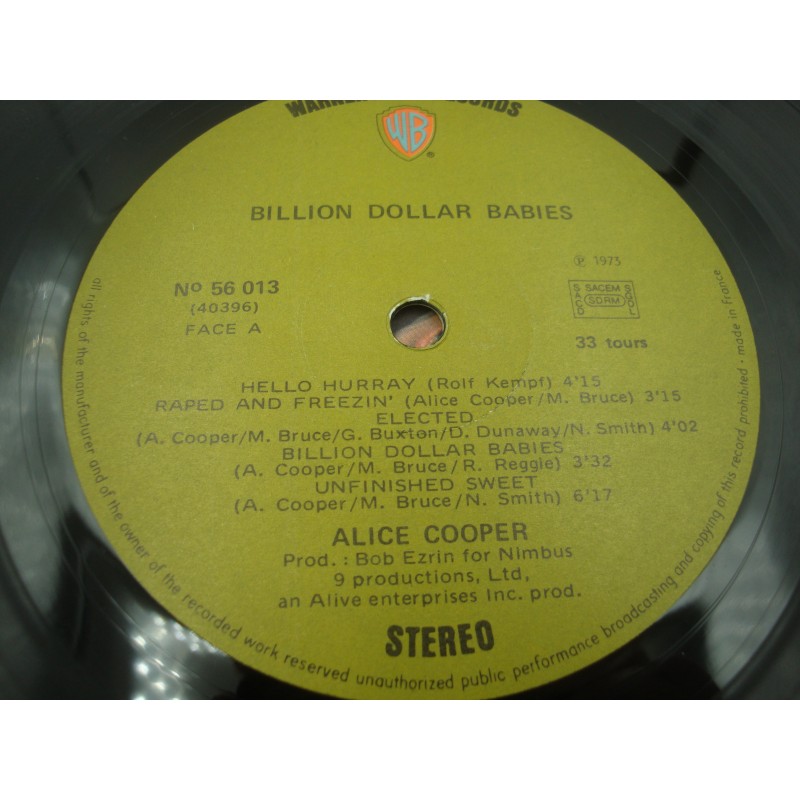 WB
®
BILLION DOLLAR BABIES
Nº 56 013
(40396)
FACE A
℗ 1973
SACEM
SACD
SDRM
SGDL
33 tours
HELLO HURRAY (Rolf Kempf) 4'15
RAPED AND FREEZIN' (Alice Cooper/M. Bruce) 3'15
ELECTED
(A. Cooper/M. Bruce/G. Buxton/D. Dunaway/N. Smith) 4'02
BILLION DOLLAR BABIES
(A. Cooper/M. Bruce/R. Reggie) 3'32
UNFINISHED SWEET
(A. Cooper/M. Bruce/N. Smith) 6'17
ALICE COOPER
Prod. : Bob Ezrin for Nimbus
9 productions, Ltd,
an Alive enterprises Inc. prod.
STEREO
all rights of the manufacturer and of the owner of the recorded work reserved unauthorized public performance broadcasting and copying of this record prohibited - made in France